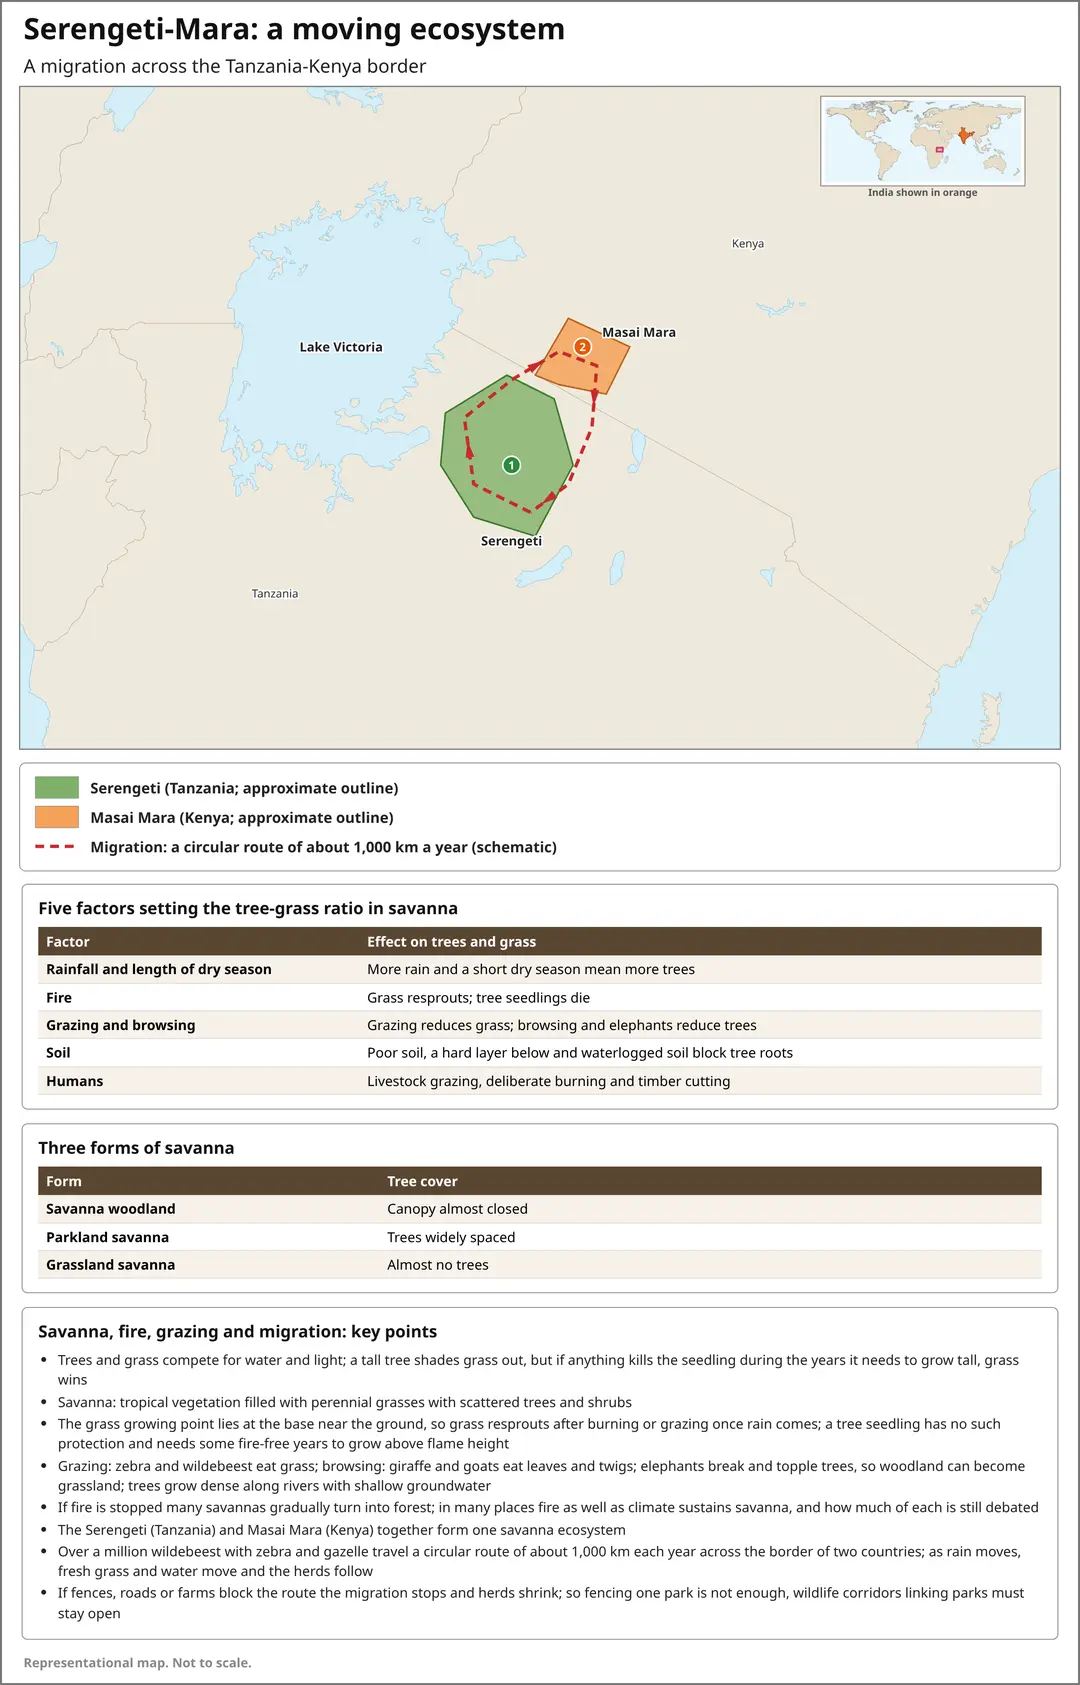 Serengeti-Mara: a moving ecosystem
A migration across the Tanzania-Kenya border
India shown in orange
Kenya
Masai Mara
2
Lake Victoria
1
Serengeti
Tanzania
Serengeti (Tanzania; approximate outline)
Masai Mara (Kenya; approximate outline)
Migration: a circular route of about 1,000 km a year (schematic)
Five factors setting the tree-grass ratio in savanna
Factor Effect on trees and grass
Rainfall and length of dry season More rain and a short dry season mean more trees
Fire Grass resprouts; tree seedlings die
Grazing and browsing Grazing reduces grass; browsing and elephants reduce trees
Soil Poor soil, a hard layer below and waterlogged soil block tree roots
Humans Livestock grazing, deliberate burning and timber cutting
Three forms of savanna
Form Tree cover
Savanna woodland Canopy almost closed
Parkland savanna Trees widely spaced
Grassland savanna Almost no trees
Savanna, fire, grazing and migration: key points
• Trees and grass compete for water and light; a tall tree shades grass out, but if anything kills the seedling during the years it needs to grow tall, grass
wins
• Savanna: tropical vegetation filled with perennial grasses with scattered trees and shrubs
• The grass growing point lies at the base near the ground, so grass resprouts after burning or grazing once rain comes; a tree seedling has no such
protection and needs some fire-free years to grow above flame height
• Grazing: zebra and wildebeest eat grass; browsing: giraffe and goats eat leaves and twigs; elephants break and topple trees, so woodland can become
grassland; trees grow dense along rivers with shallow groundwater
• If fire is stopped many savannas gradually turn into forest; in many places fire as well as climate sustains savanna, and how much of each is still debated
• The Serengeti (Tanzania) and Masai Mara (Kenya) together form one savanna ecosystem
• Over a million wildebeest with zebra and gazelle travel a circular route of about 1,000 km each year across the border of two countries; as rain moves,
fresh grass and water move and the herds follow
• If fences, roads or farms block the route the migration stops and herds shrink; so fencing one park is not enough, wildlife corridors linking parks must
stay open
Representational map. Not to scale.